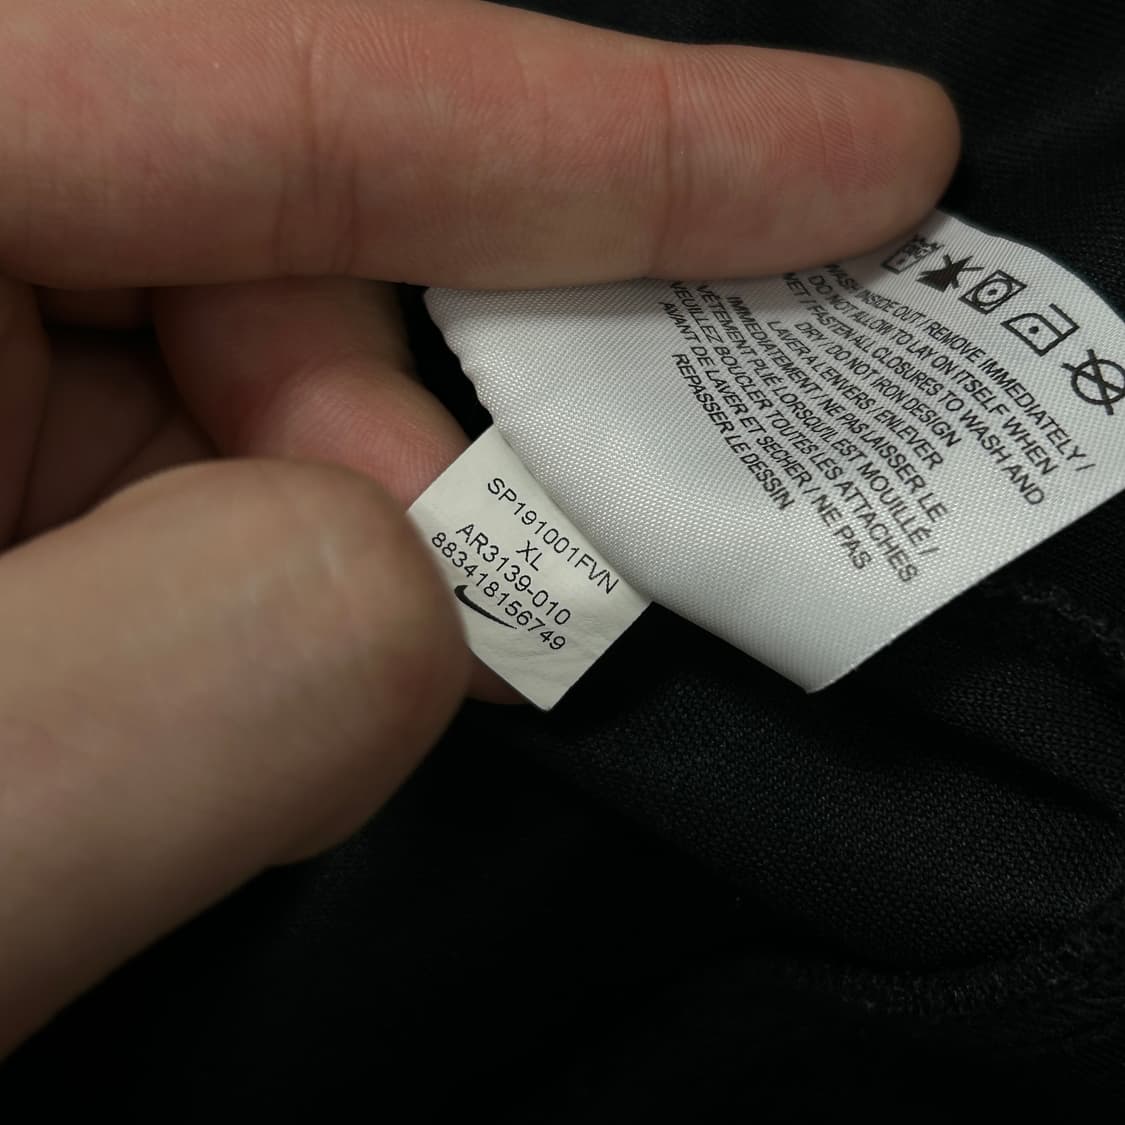 SP191001FVN
XL
AR3139-010
883418156749
WASH INSIDE OUT / REMOVE IMMEDIATELY /
DO NOT ALLOW TO LAY ON ITSELF WHEN
WET / FASTEN ALL CLOSURES TO WASH AND
DRY / DO NOT IRON DESIGN
LAVER A L'ENVERS / ENLEVER
IMMEDIATEMENT / NE PAS LAISSER LE
VÊTEMENT PLIÉ LORSQU'IL EST MOUILLÉ /
VEUILLEZ BOUCLER TOUTES LES ATTACHES
AVANT DE LAVER ET SECHER / NE PAS
REPASSER LE DESSIN